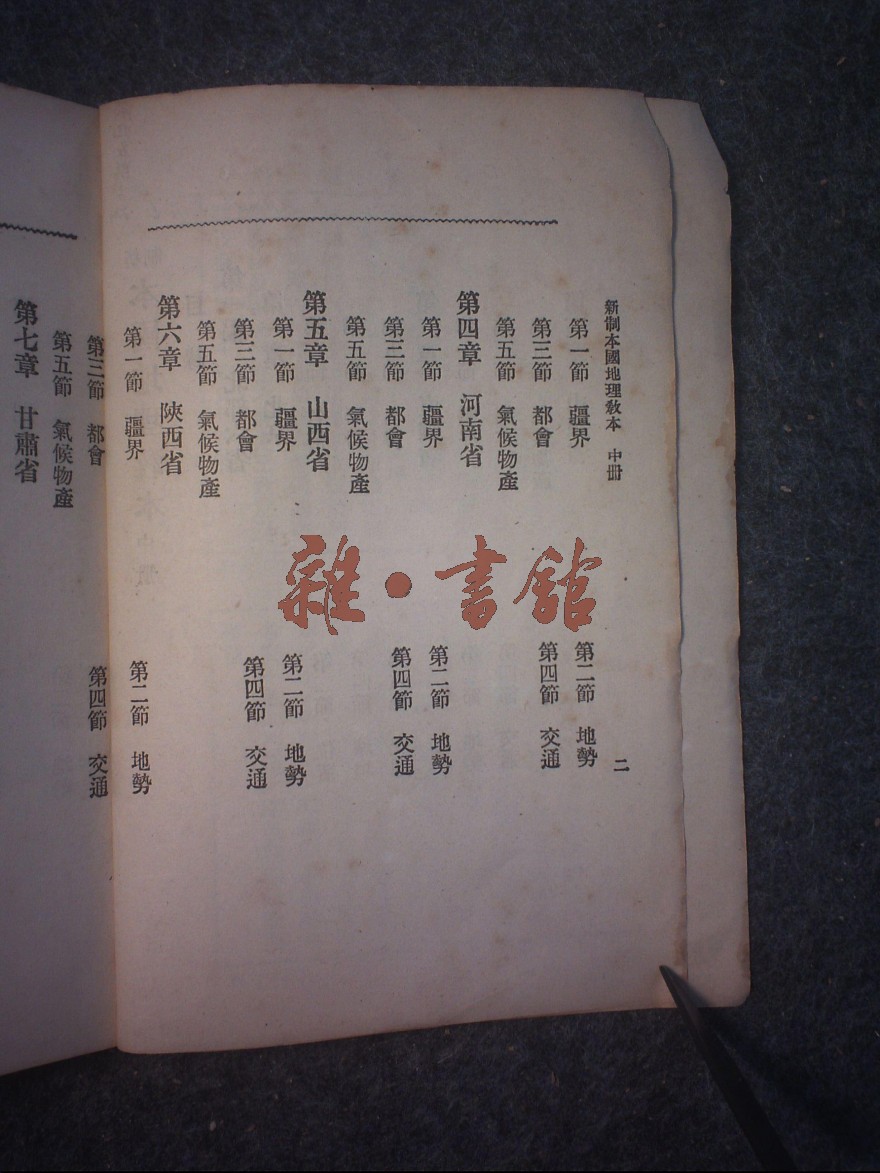 新制本國地理敎本 中册 二
第一節 疆界 第二節 地勢
第三節 都會 第四節 交通
第五節 氣候物產
第四章 河南省
第一節 疆界 第二節 地勢
第三節 都會 第四節 交通
第五節 氣候物產
第五章 山西省
第一節 疆界 第二節 地勢
第三節 都會 第四節 交通
第五節 氣候物產
第六章 陝西省
第一節 疆界 第二節 地勢
第三節 都會 第四節 交通
第五節 氣候物產
第七章 甘肅省
雜·書館